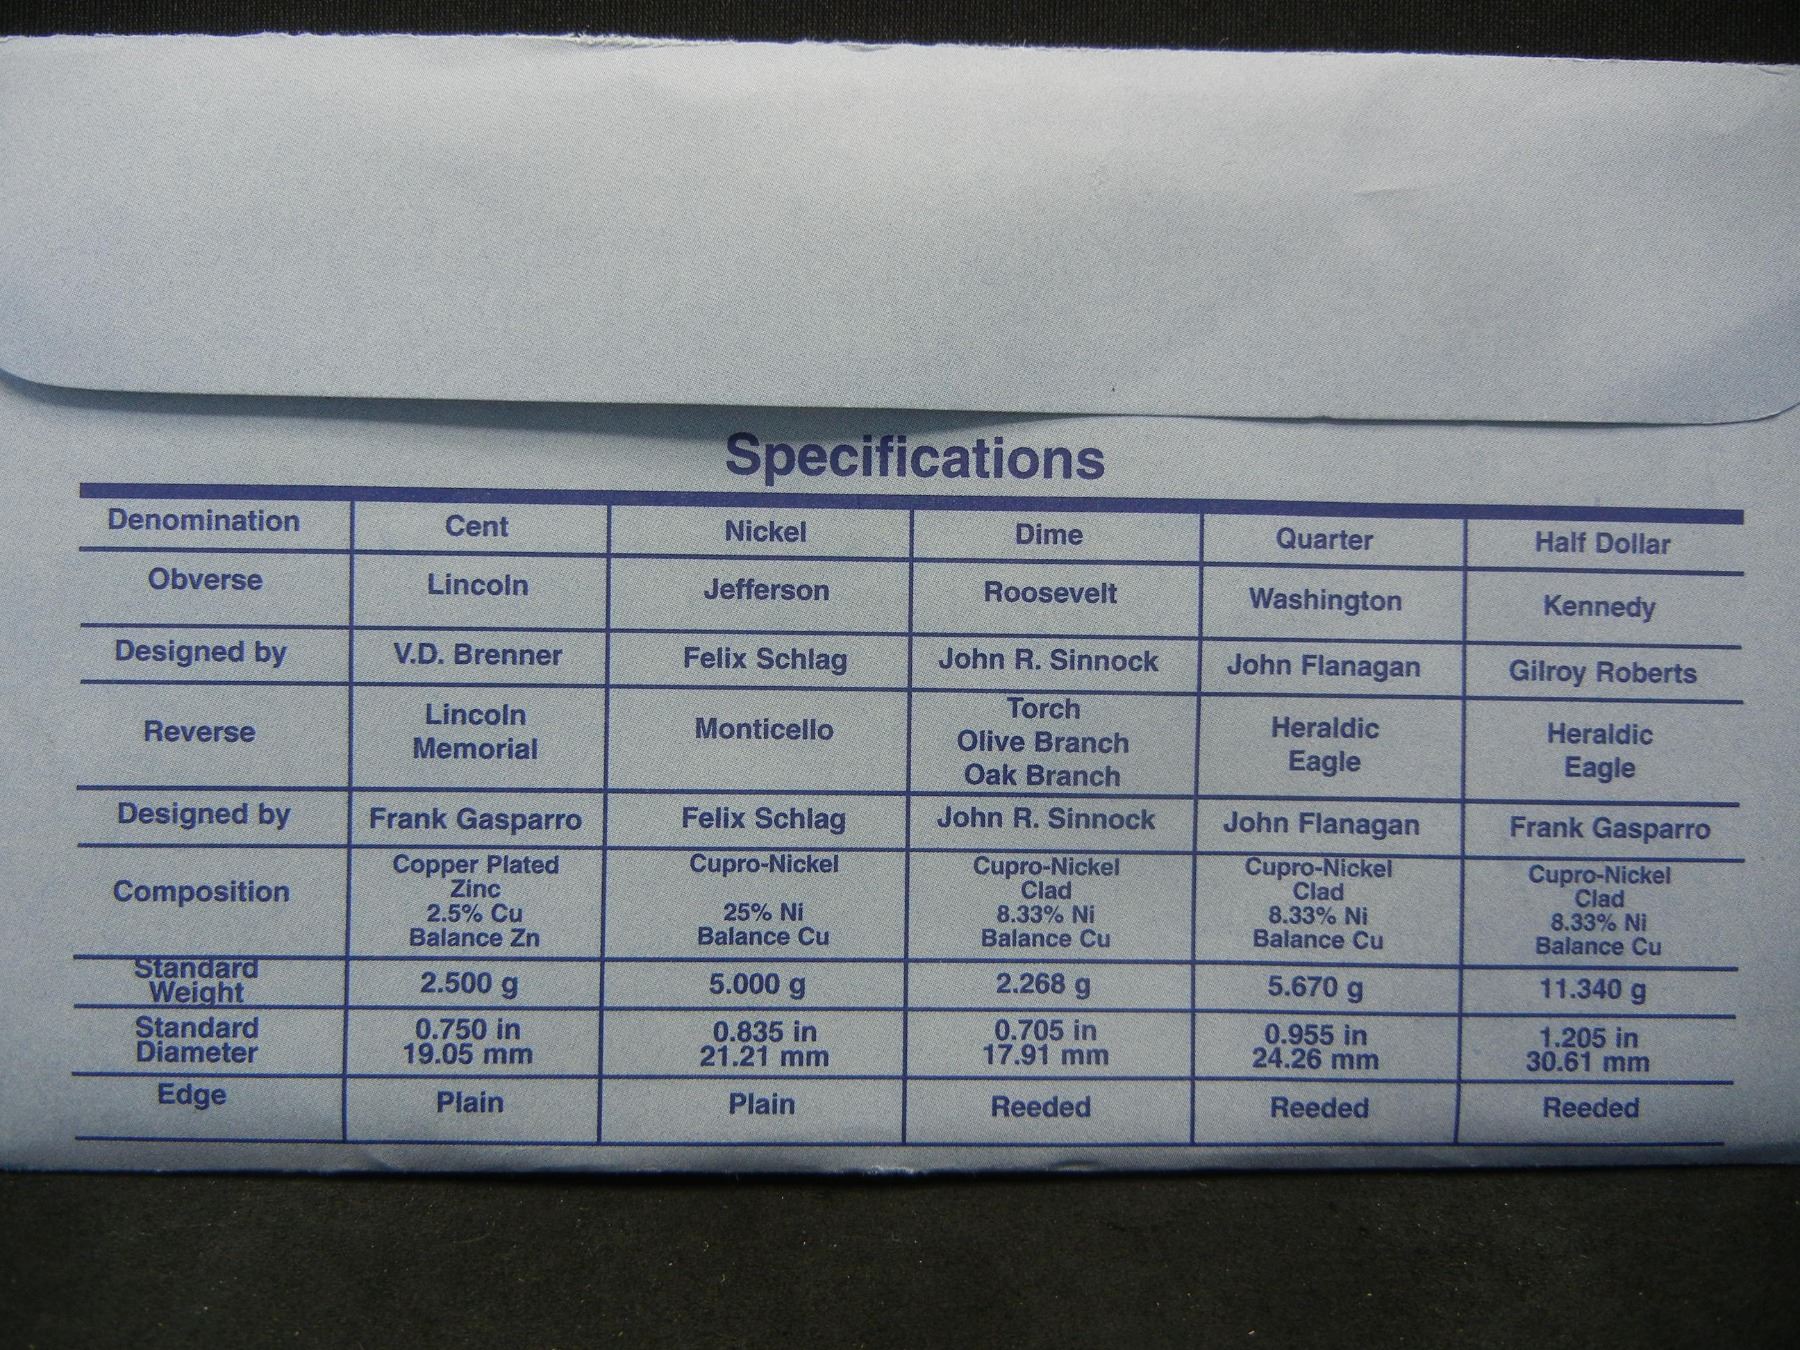 Specifications
Denomination Cent Nickel Dime Quarter Half Dollar
Obverse Lincoln Jefferson Roosevelt Washington Kennedy
Designed by V.D. Brenner Felix Schlag John R. Sinnock John Flanagan Gilroy Roberts
Reverse
Lincoln
Memorial
Monticello
Torch
Olive Branch
Oak Branch
Heraldic
Eagle
Heraldic
Eagle
Designed by Frank Gasparro Felix Schlag John R. Sinnock John Flanagan Frank Gasparro
Composition
Copper Plated
Zinc
2.5% Cu
Balance Zn
Cupro-Nickel
25% Ni
Balance Cu
Cupro-Nickel
Clad
8.33% Ni
Balance Cu
Cupro-Nickel
Clad
8.33% Ni
Balance Cu
Cupro-Nickel
Clad
8.33% Ni
Balance Cu
Standard
Weight
2.500 g 5.000 g 2.268 g 5.670 g 11.340 g
Standard
Diameter
0.750 in
19.05 mm
0.835 in
21.21 mm
0.705 in
17.91 mm
0.955 in
24.26 mm
1.205 in
30.61 mm
Edge Plain Plain Reeded Reeded Reeded